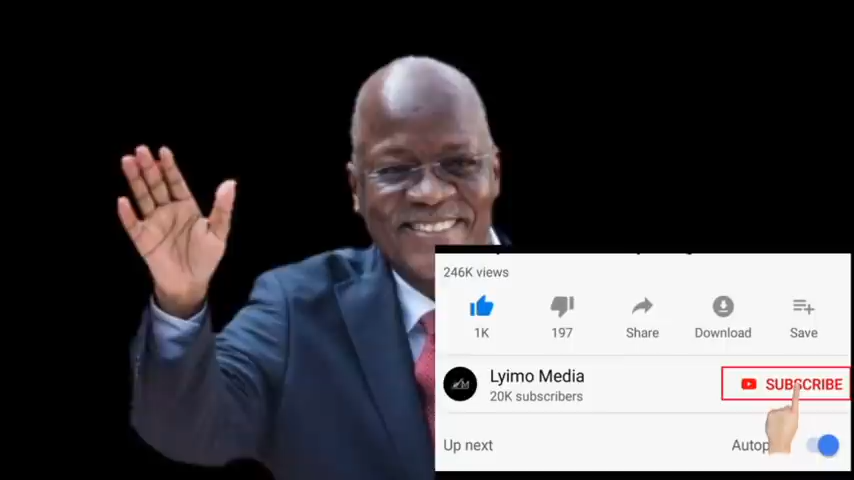 246K views
1K
197
Share
Download
Save
Lyimo Media
SUBSCRIBE
20K subscribers
Up next